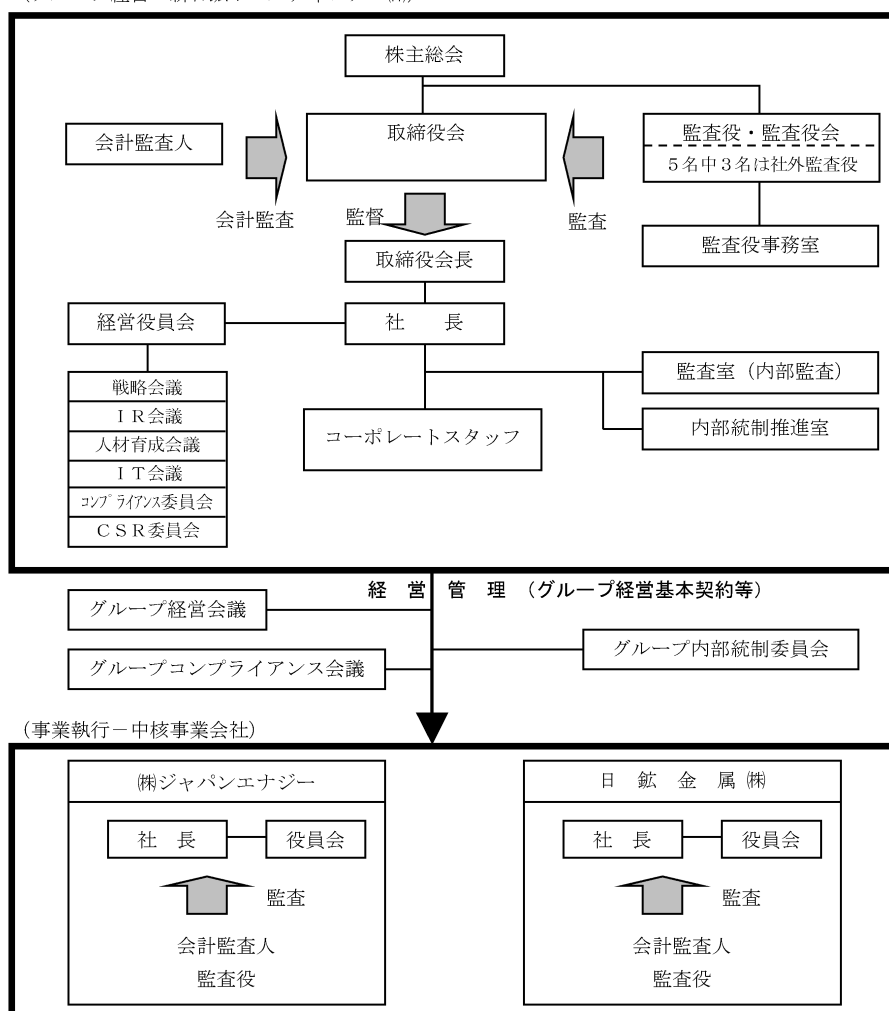 株主総会
会計監査人
取締役会
監査役・監査役会
５名中３名は社外監査役
会計監査
監督
監査
監査役事務室
取締役会長
経営役員会
社　長
戦略会議
ＩＲ会議
人材育成会議
ＩＴ会議
ｺﾝﾌﾟﾗｲｱﾝｽ委員会
ＣＳＲ委員会
コーポレートスタッフ
監査室（内部監査）
内部統制推進室
経　営　管　理　（グループ経営基本契約等）
グループ経営会議
グループ内部統制委員会
グループコンプライアンス会議
（事業執行－中核事業会社）
㈱ジャパンエナジー
社　長
役員会
監査
会計監査人
監査役
日　鉱　金　属　㈱
社　長
役員会
監査
会計監査人
監査役